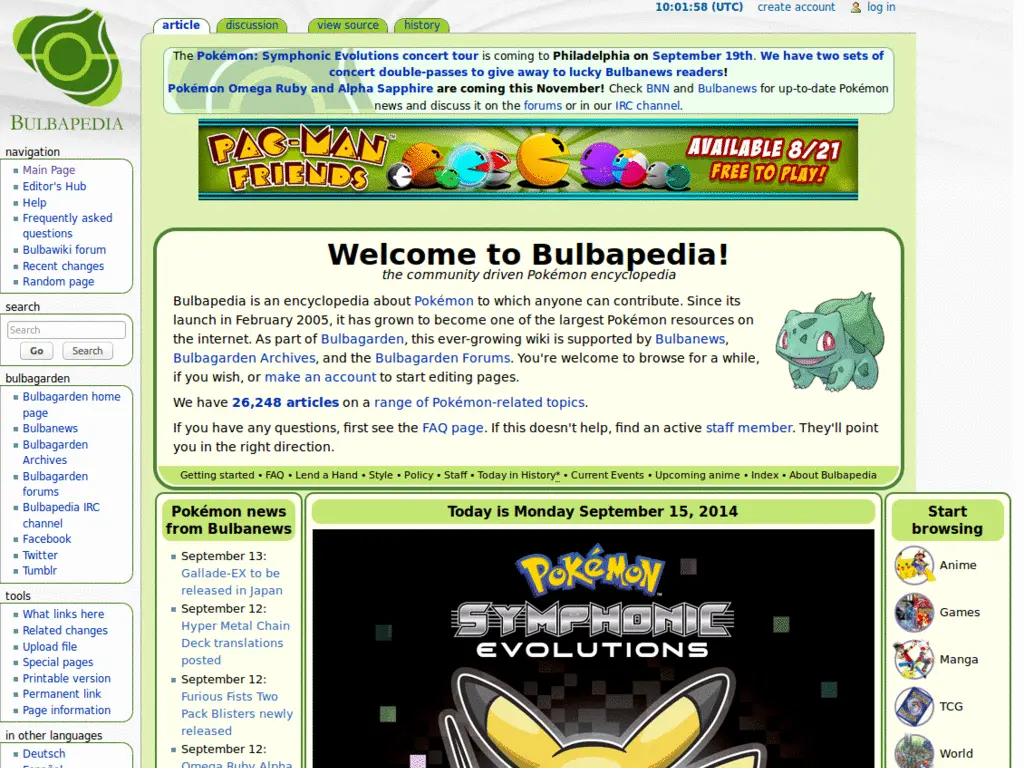 10:01:58 (UTC) create account log in
article discussion view source history
The Pokémon: Symphonic Evolutions concert tour is coming to Philadelphia on September 19th. We have two sets of
concert double-passes to give away to lucky Bulbanews readers!
Pokémon Omega Ruby and Alpha Sapphire are coming this November! Check BNN and Bulbanews for up-to-date Pokémon
news and discuss it on the forums or in our IRC channel.
BULBAPEDIA
navigation
Main Page
Editor's Hub
Help
Frequently asked
questions
Bulbawiki forum
Recent changes
Random page
search
Search
Go Search
bulbagarden
Bulbagarden home
page
Bulbanews
Bulbagarden
Archives
Bulbagarden
forums
Bulbapedia IRC
channel
Facebook
Twitter
Tumblr
tools
What links here
Related changes
Upload file
Special pages
Printable version
Permanent link
Page information
in other languages
Deutsch
PAC-MAN
FRIENDS
AVAILABLE 8/21
FREE TO PLAY!
Welcome to Bulbapedia!
the community driven Pokémon encyclopedia
Bulbapedia is an encyclopedia about Pokémon to which anyone can contribute. Since its
launch in February 2005, it has grown to become one of the largest Pokémon resources on
the internet. As part of Bulbagarden, this ever-growing wiki is supported by Bulbanews,
Bulbagarden Archives, and the Bulbagarden Forums. You're welcome to browse for a while,
if you wish, or make an account to start editing pages.
We have 26,248 articles on a range of Pokémon-related topics.
If you have any questions, first see the FAQ page. If this doesn't help, find an active staff member. They'll point
you in the right direction.
Getting started • FAQ • Lend a Hand • Style • Policy • Staff • Today in History* • Current Events • Upcoming anime • Index • About Bulbapedia
Pokémon news
from Bulbanews
September 13:
Gallade-EX to be
released in Japan
September 12:
Hyper Metal Chain
Deck translations
posted
September 12:
Furious Fists Two
Pack Blisters newly
released
September 12:
Omega Ruby Alpha
Today is Monday September 15, 2014
POKéMON
SYMPHONIC
EVOLUTIONS
Start
browsing
Anime
Games
Manga
TCG
World